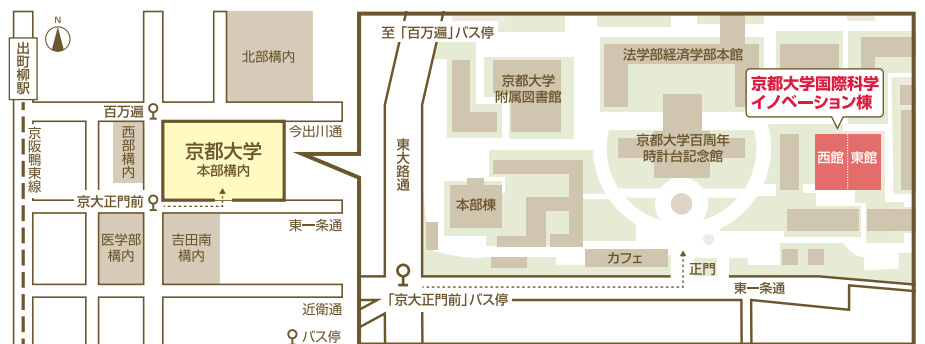 N
出町柳駅
京阪鴨東線
北部構内
百万遍
今出川通
西部構内
京都大学
本部構内
京大正門前
東一条通
医学部
構内
吉田南
構内
近衛通
バス停
至「百万遍」バス停
東大路通
京都大学
附属図書館
法学部経済学部本館
京都大学国際科学
イノベーション棟
京都大学百周年
時計台記念館
西館
東館
本部棟
カフェ
正門
「京大正門前」バス停
東一条通